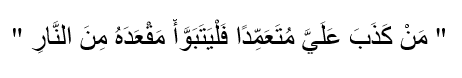 " مَنْ كَذَبَ عَلَيَّ مُتَعَمِّدًا فَلْيَتَبَوَّأْ مَقْعَدَهُ مِنَ النَّارِ "